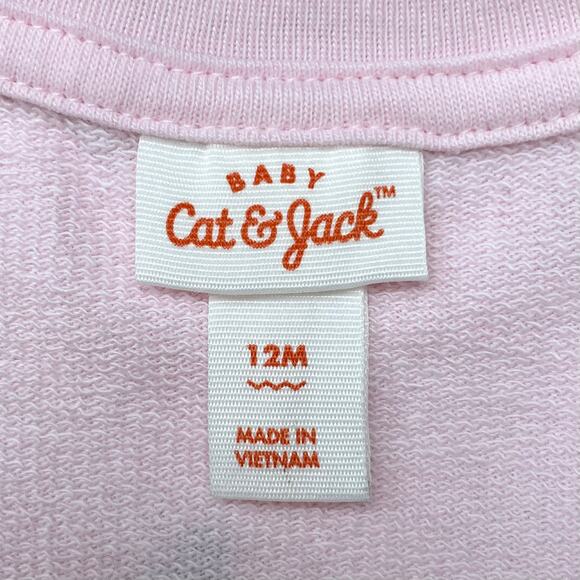 BABY
Cat & Jack™
12M
MADE IN
VIETNAM